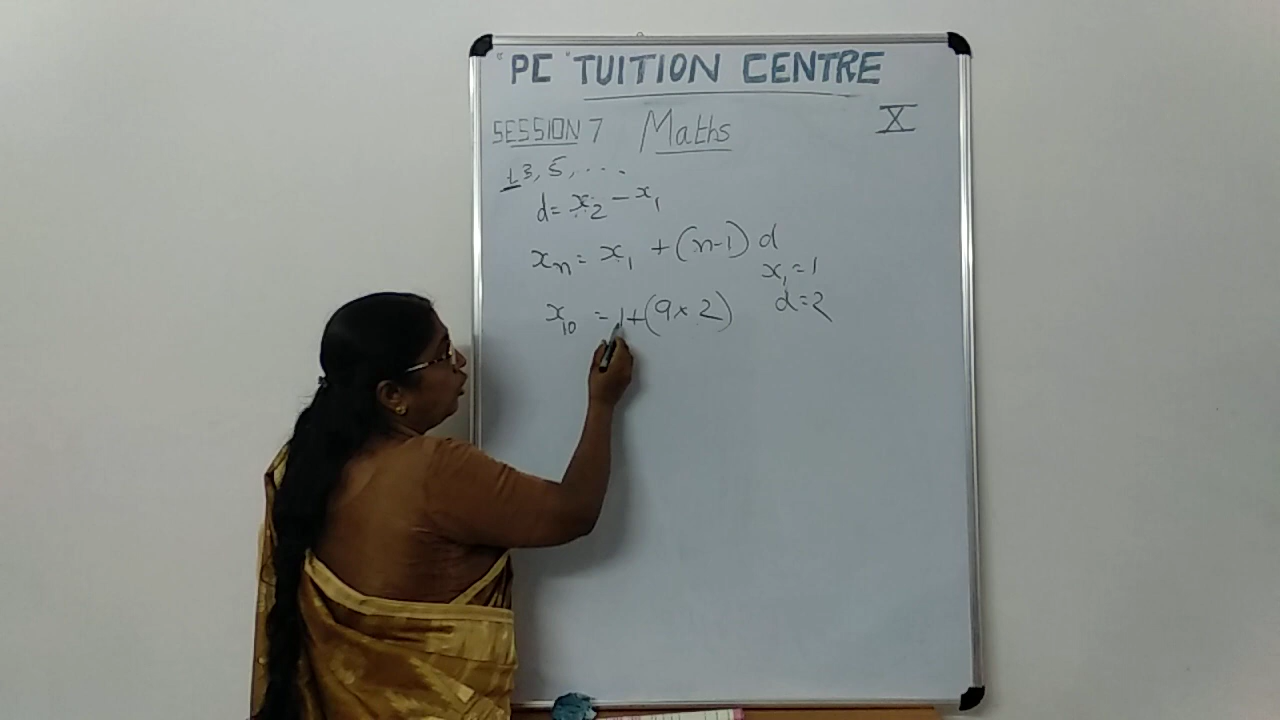 "PC" TUITION CENTRE
SESSION 7 Maths X
1 3, 5, ...
d = x₂ - x₁
xₙ = x₁ + (n-1) d
x₁ = 1
x₁₀ = 1+(9 × 2) d = 2